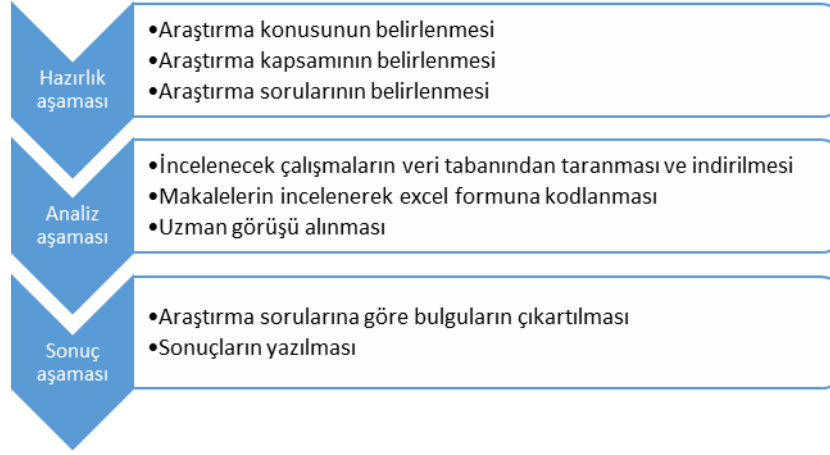 Hazırlık
aşaması
•Araştırma konusunun belirlenmesi
•Araştırma kapsamının belirlenmesi
•Araştırma sorularının belirlenmesi
Analiz
aşaması
•İncelenecek çalışmaların veri tabanından taranması ve indirilmesi
•Makalelerin incelenerek excel formuna kodlanması
•Uzman görüşü alınması
Sonuç
aşaması
•Araştırma sorularına göre bulguların çıkartılması
•Sonuçların yazılması